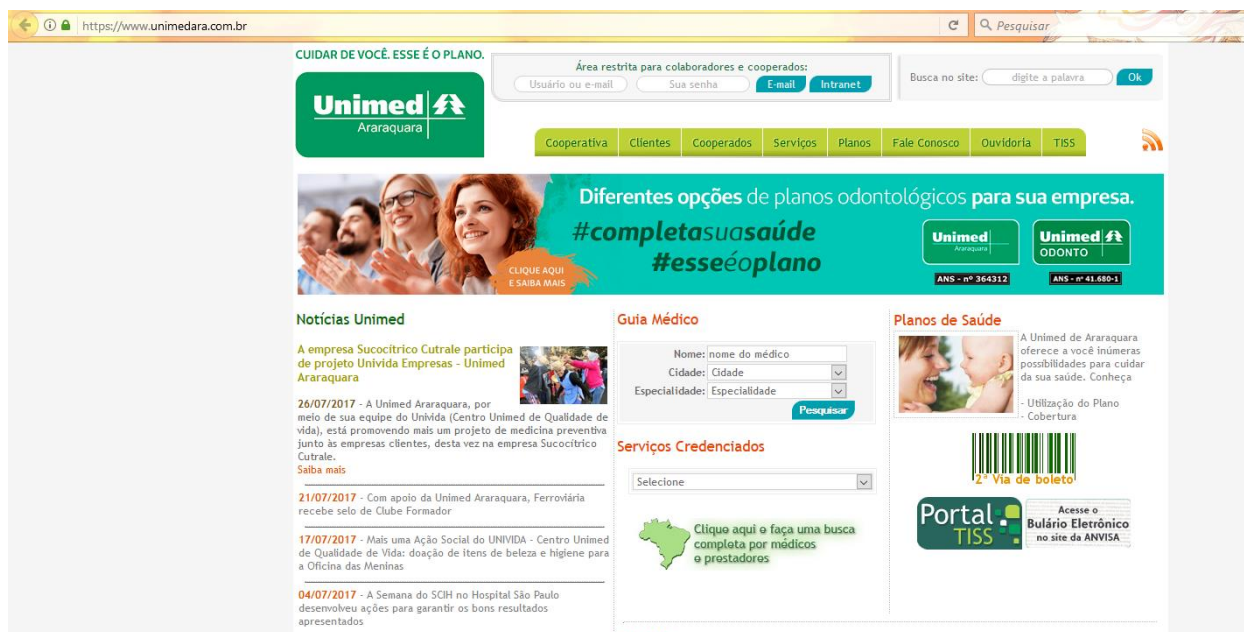 https://www.unimedara.com.br
Pesquisar
CUIDAR DE VOCÊ. ESSE É O PLANO.
Unimed
Araraquara
Área restrita para colaboradores e cooperados:
Usuário ou e-mail
Sua senha
E-mail
Intranet
Busca no site:
digite a palavra
Ok
Cooperativa
Clientes
Cooperados
Serviços
Planos
Fale Conosco
Ouvidoria
TISS
Diferentes opções de planos odontológicos para sua empresa.
#completasuasaúde
#esseéoplano
CLIQUE AQUI
E SAIBA MAIS
Unimed
Araraquara
ANS - nº 364312
Unimed
ODONTO
ANS - nº 41.680-1
Notícias Unimed
A empresa Sucocítrico Cutrale participa
de projeto Univida Empresas - Unimed
Araraquara
26/07/2017 - A Unimed Araraquara, por
meio de sua equipe do Univida (Centro Unimed de Qualidade de
vida), está promovendo mais um projeto de medicina preventiva
junto às empresas clientes, desta vez na empresa Sucocítrico
Cutrale.
Saiba mais
21/07/2017 - Com apoio da Unimed Araraquara, Ferroviária
recebe selo de Clube Formador
17/07/2017 - Mais uma Ação Social do UNIVIDA - Centro Unimed
de Qualidade de Vida: doação de itens de beleza e higiene para
a Oficina das Meninas
04/07/2017 - A Semana do SCIH no Hospital São Paulo
desenvolveu ações para garantir os bons resultados
apresentados
Guia Médico
Nome: nome do médico
Cidade: Cidade
Especialidade: Especialidade
Pesquisar
Serviços Credenciados
Selecione
Clique aqui e faça uma busca
completa por médicos
e prestadores
Planos de Saúde
A Unimed de Araraquara
oferece a você inúmeras
possibilidades para cuidar
da sua saúde. Conheça
- Utilização do Plano
- Cobertura
2ª Via de boleto
Portal
TISS
Acesse o
Bulário Eletrônico
no site da ANVISA